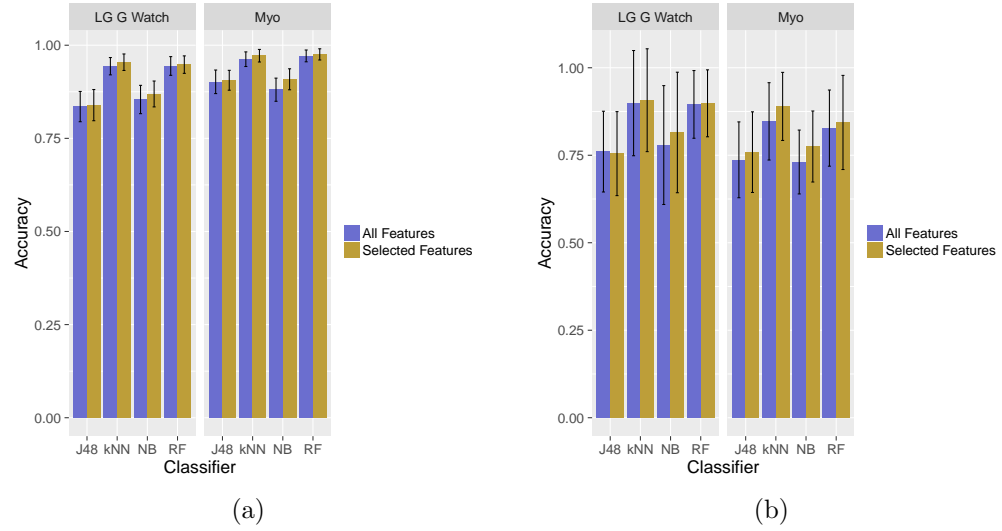 LG G Watch Myo
1.00
0.75
0.50
0.25
0.00
Accuracy
J48 kNN NB RF J48 kNN NB RF
Classifier
All Features
Selected Features
(a)
LG G Watch Myo
1.00
0.75
0.50
0.25
0.00
Accuracy
J48 kNN NB RF J48 kNN NB RF
Classifier
All Features
Selected Features
(b)